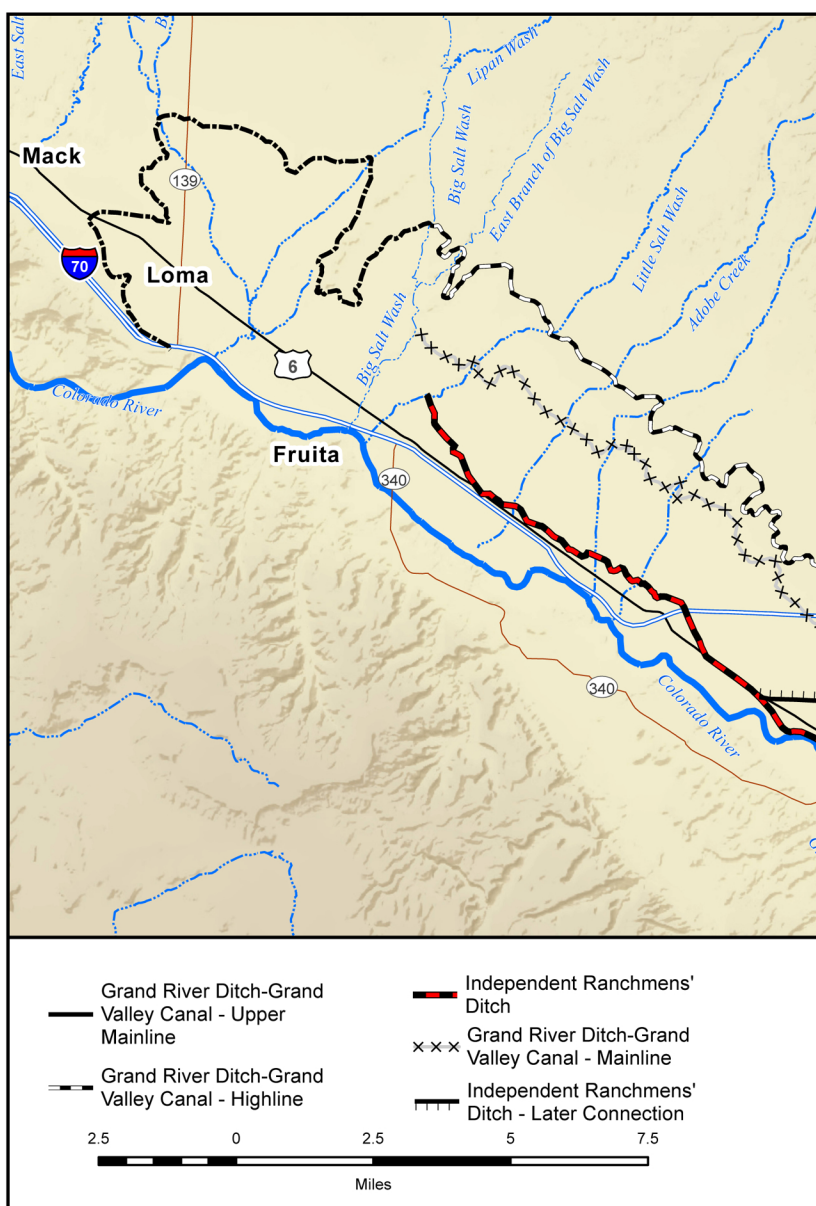 East Salt
Lipan Wash
Big Salt Wash
East Branch of Big Salt Wash
Mack
139
Little Salt Wash
70
Loma
Adobe Creek
Big Salt Wash
6
Colorado River
Fruita
340
340
Colorado River
Grand River Ditch-Grand
Valley Canal - Upper
Mainline
Grand River Ditch-Grand
Valley Canal - Highline
Independent Ranchmens'
Ditch
Grand River Ditch-Grand
Valley Canal - Mainline
Independent Ranchmens'
Ditch - Later Connection
2.5 0 2.5 5 7.5
Miles